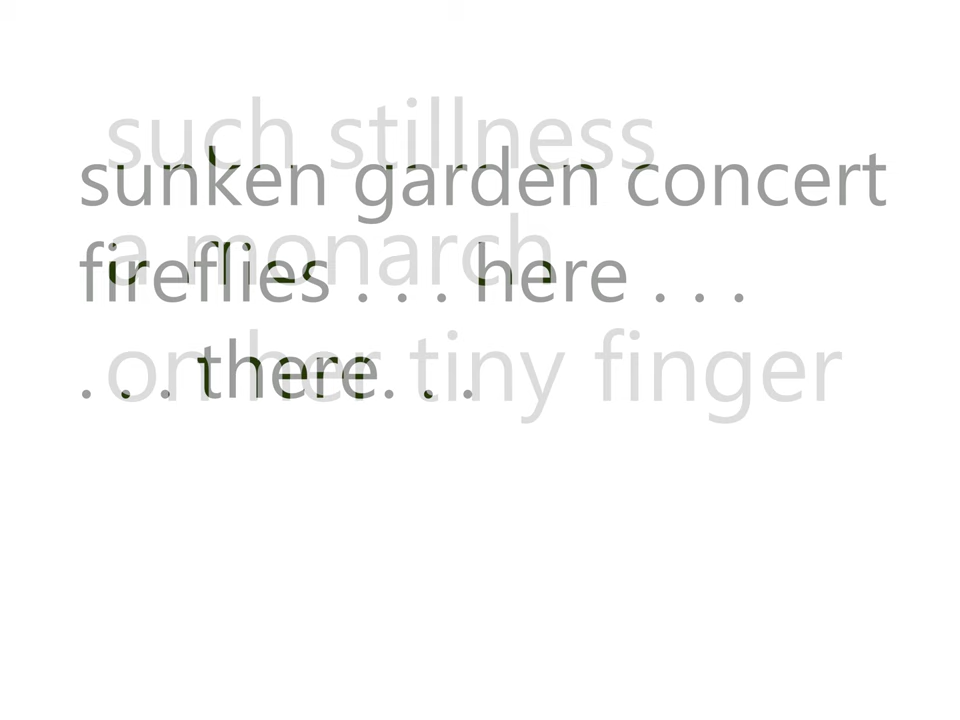 such stillness
a monarch
on her tiny finger
sunken garden concert
fireflies . . . here . . .
. . . there. . .